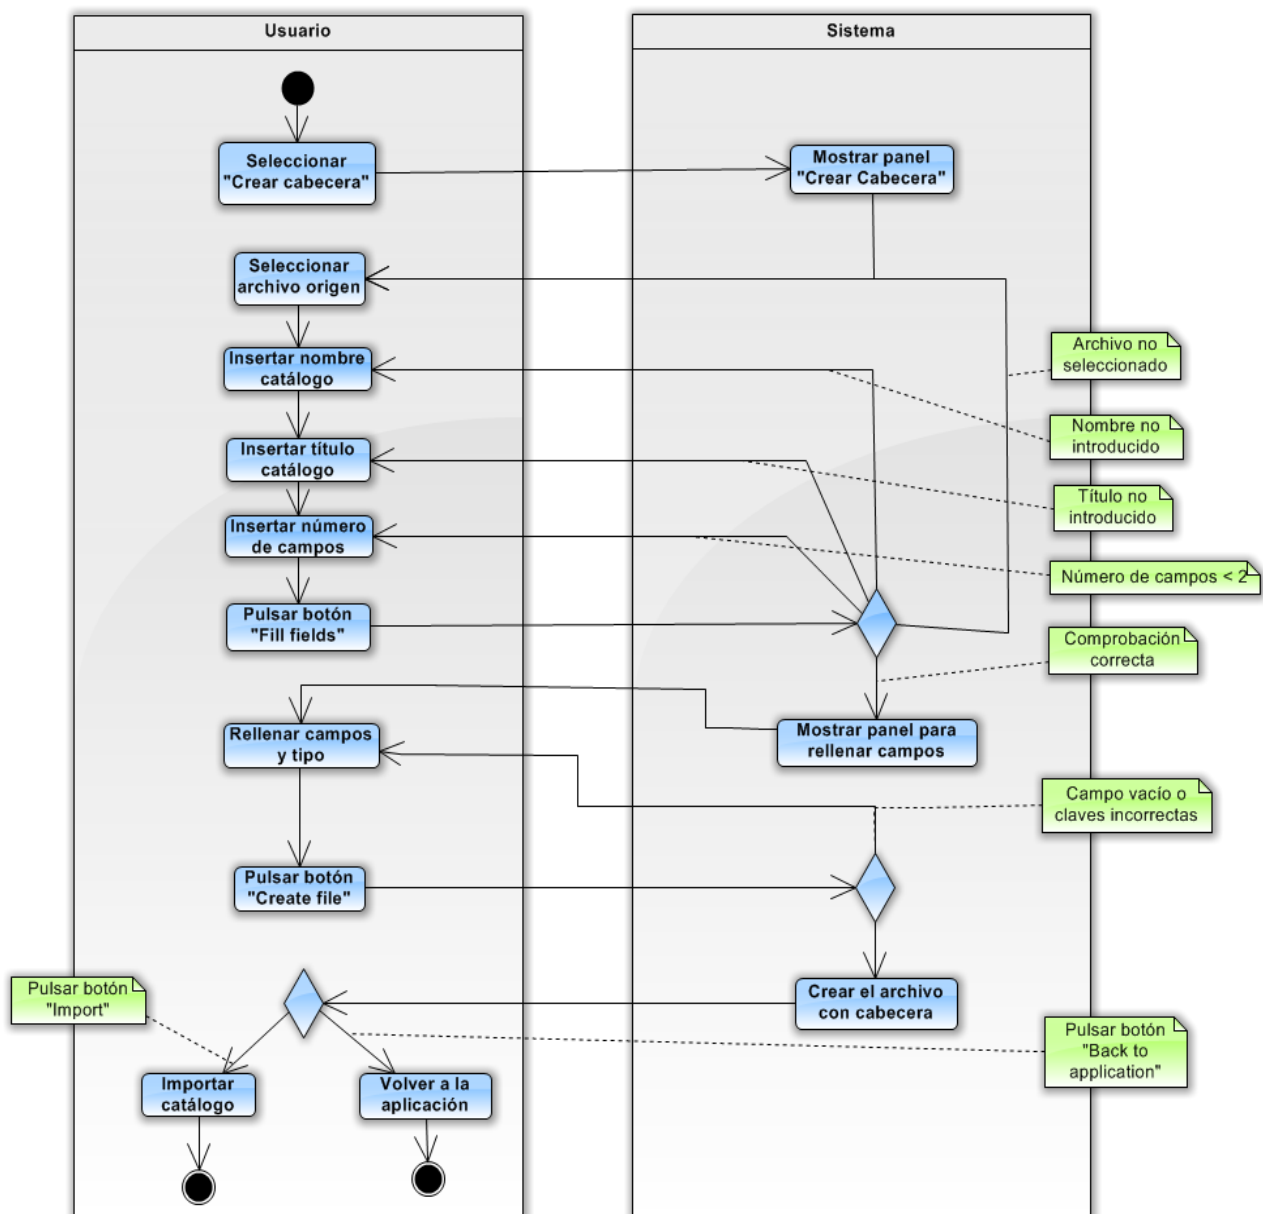 Usuario
Sistema
Seleccionar
"Crear cabecera"
Mostrar panel
"Crear Cabecera"
Seleccionar
archivo origen
Insertar nombre
catálogo
Archivo no
seleccionado
Nombre no
introducido
Insertar título
catálogo
Título no
introducido
Insertar número
de campos
Número de campos < 2
Pulsar botón
"Fill fields"
Comprobación
correcta
Rellenar campos
y tipo
Mostrar panel para
rellenar campos
Campo vacío o
claves incorrectas
Pulsar botón
"Create file"
Pulsar botón
"Import"
Crear el archivo
con cabecera
Pulsar botón
"Back to
application"
Importar
catálogo
Volver a la
aplicación